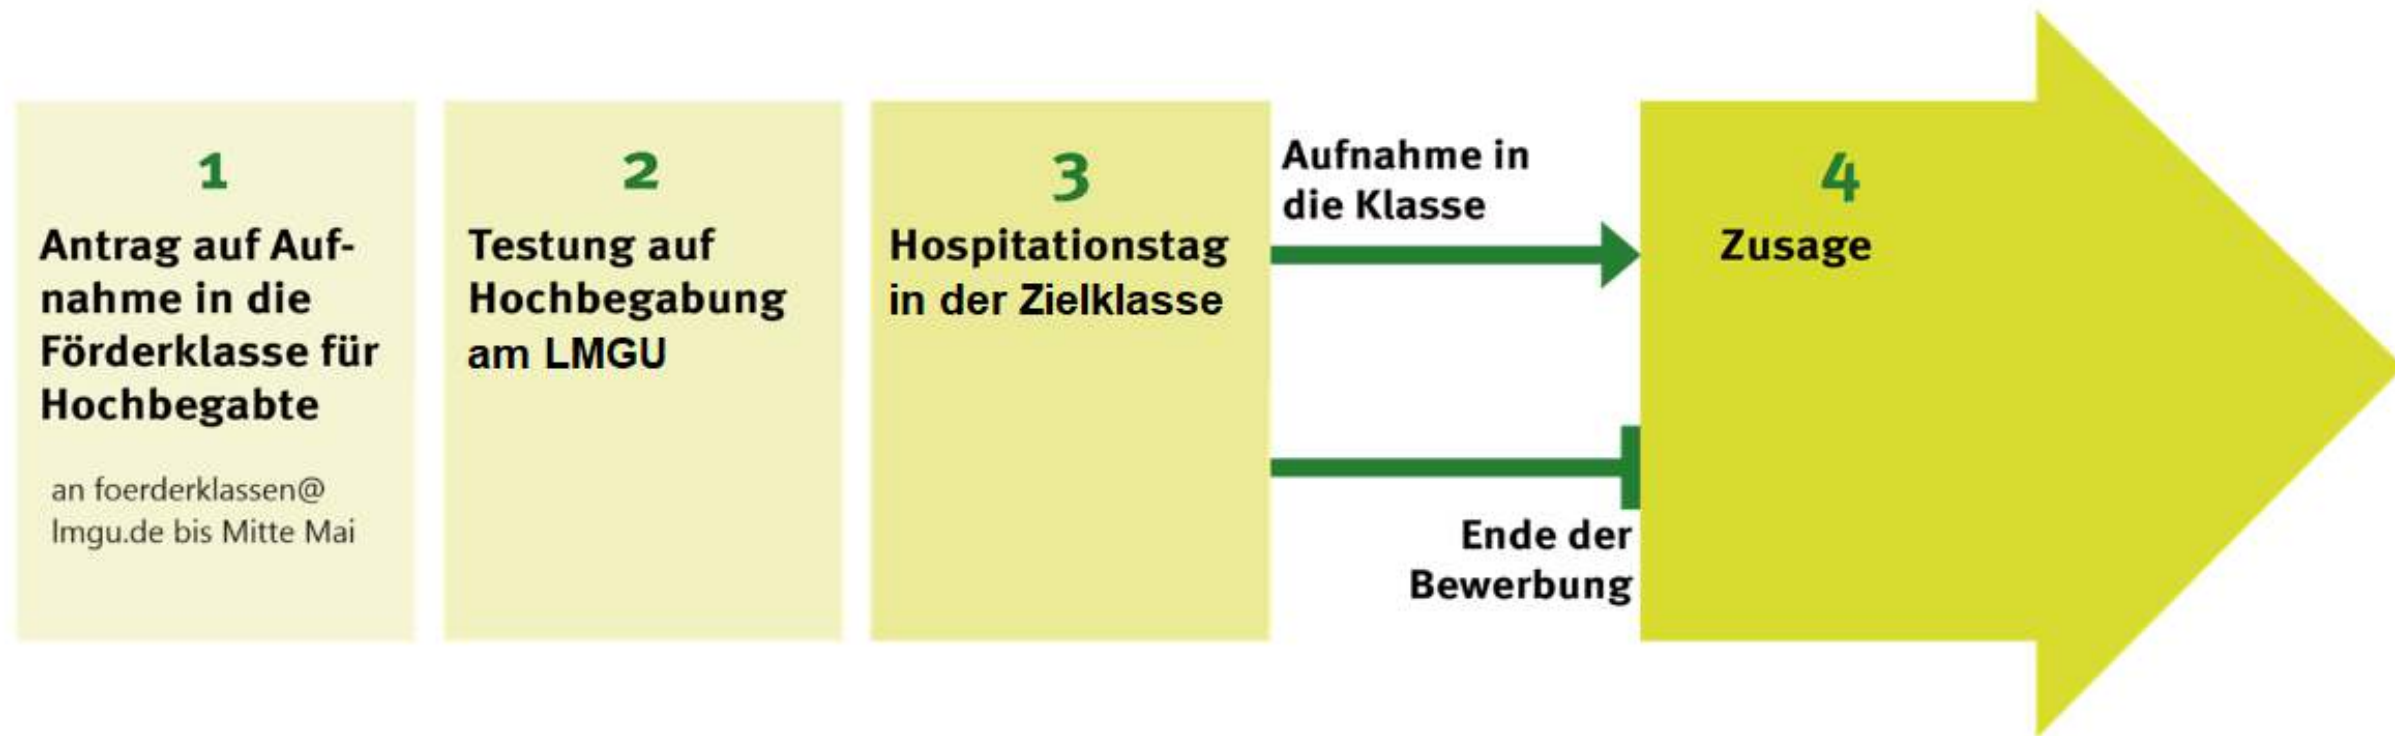 1
Antrag auf Auf-
nahme in die
Förderklasse für
Hochbegabte
an foerderklassen@
lmgu.de bis Mitte Mai
2
Testung auf
Hochbegabung
am LMGU
3
Hospitationstag
in der Zielklasse
Aufnahme in
die Klasse
Ende der
Bewerbung
4
Zusage